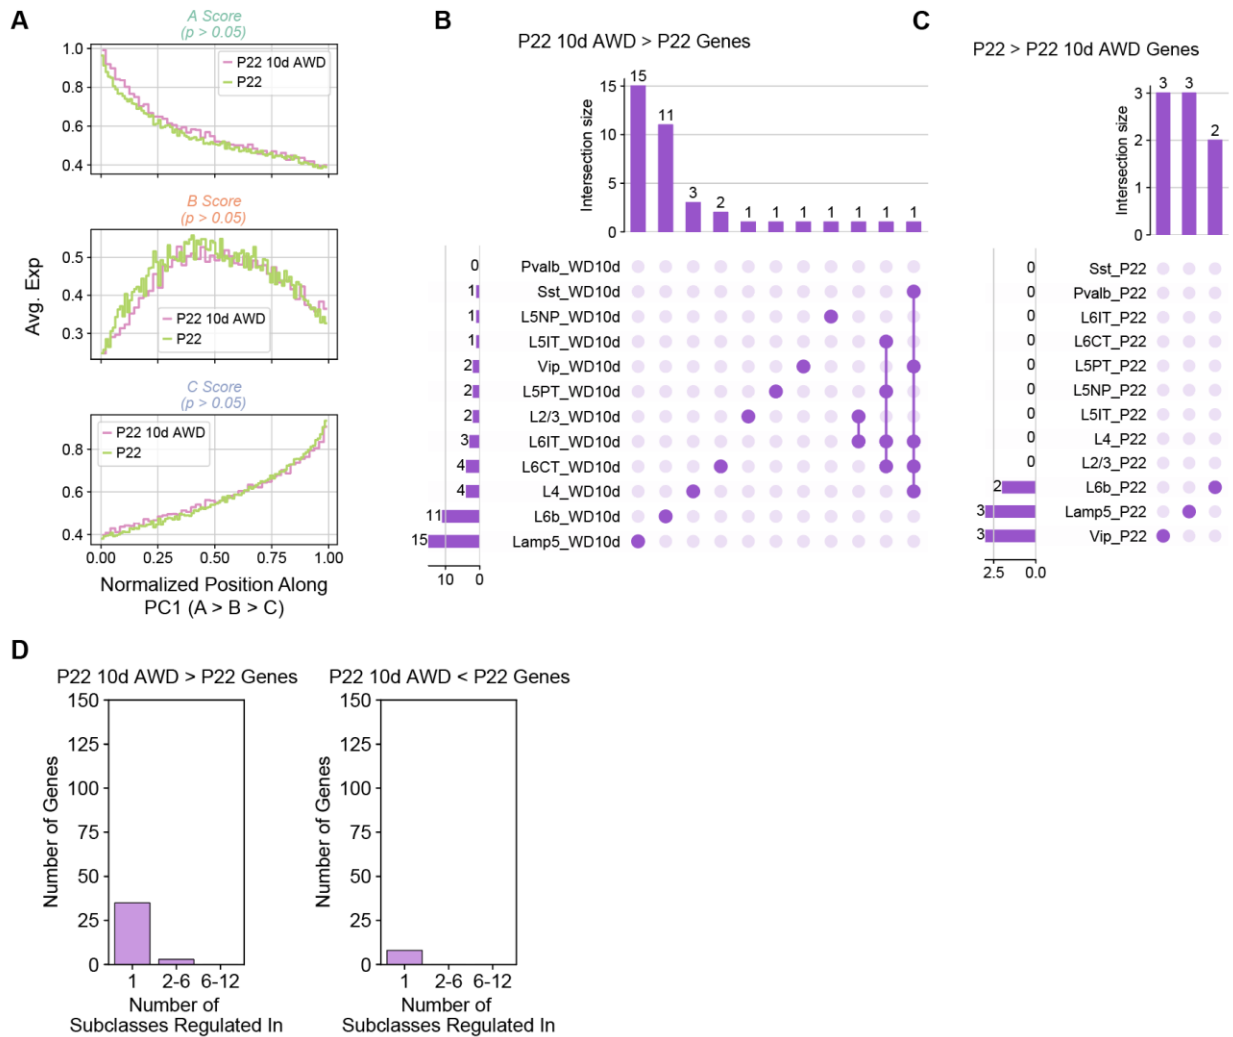 A
A Score
(p > 0.05)
1.0
0.8
0.6
0.4
P22 10d AWD
P22
B Score
(p > 0.05)
0.5
0.4
0.3
P22 10d AWD
P22
Avg. Exp
C Score
(p > 0.05)
0.8
0.6
0.4
P22 10d AWD
P22
0.00 0.25 0.50 0.75 1.00
Normalized Position Along
PC1 (A > B > C)
B
P22 10d AWD > P22 Genes
Intersection size
15
10
5
0
15 11 3 2 1 1 1 1 1 1 1
0 Pvalb_WD10d
1 Sst_WD10d
1 L5NP_WD10d
1 L5IT_WD10d
2 Vip_WD10d
2 L5PT_WD10d
2 L2/3_WD10d
3 L6IT_WD10d
4 L6CT_WD10d
4 L4_WD10d
11 L6b_WD10d
15 Lamp5_WD10d
10 0
C
P22 > P22 10d AWD Genes
Intersection size
3
2
1
0
3 3 2
0 Sst_P22
0 Pvalb_P22
0 L6IT_P22
0 L6CT_P22
0 L5PT_P22
0 L5NP_P22
0 L5IT_P22
0 L4_P22
0 L2/3_P22
2 L6b_P22
3 Lamp5_P22
3 Vip_P22
2.5 0.0
D
P22 10d AWD > P22 Genes
Number of Genes
150
125
100
75
50
25
0
1 2-6 6-12
Number of
Subclasses Regulated In
P22 10d AWD < P22 Genes
Number of Genes
150
125
100
75
50
25
0
1 2-6 6-12
Number of
Subclasses Regulated In